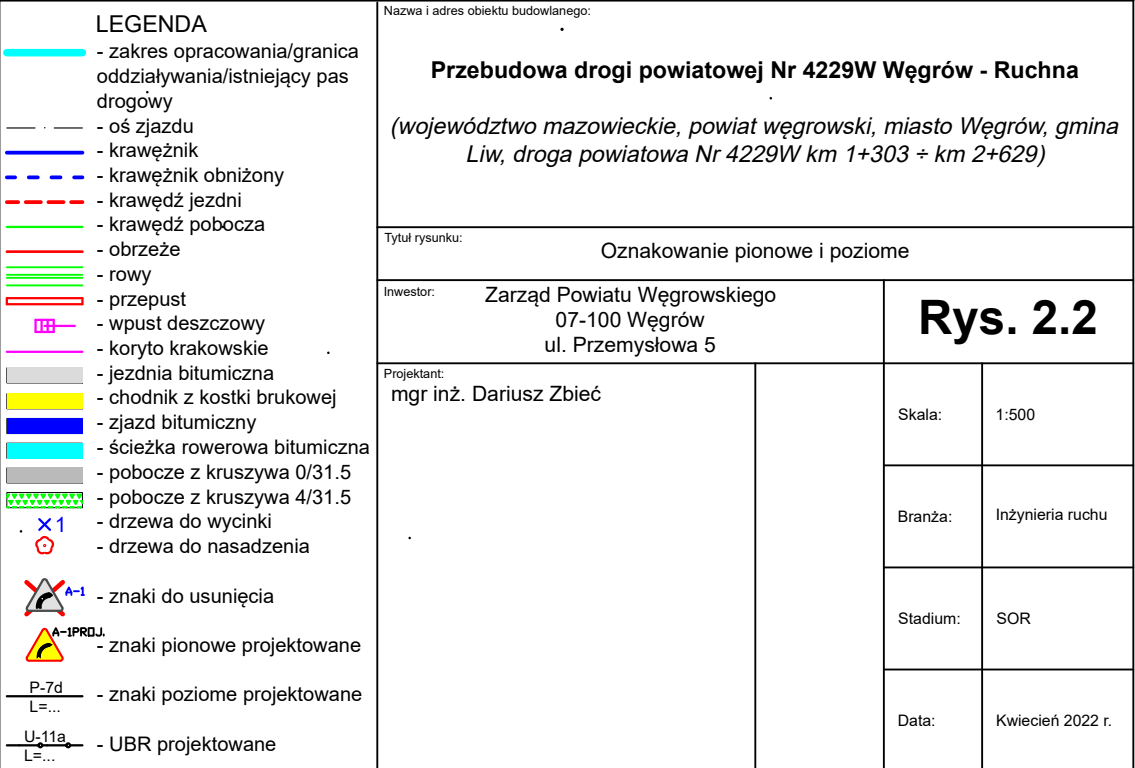 LEGENDA
- zakres opracowania/granica
oddziaływania/istniejący pas
drogowy
- oś zjazdu
- krawężnik
- krawężnik obniżony
- krawędź jezdni
- krawędź pobocza
- obrzeże
- rowy
- przepust
- wpust deszczowy
- koryto krakowskie
- jezdnia bitumiczna
- chodnik z kostki brukowej
- zjazd bitumiczny
- ścieżka rowerowa bitumiczna
- pobocze z kruszywa 0/31.5
- pobocze z kruszywa 4/31.5
×1 - drzewa do wycinki
- drzewa do nasadzenia
A-1 - znaki do usunięcia
A-1PROJ. - znaki pionowe projektowane
P-7d
L=...
- znaki poziome projektowane
U-11a
L=...
- UBR projektowane
Nazwa i adres obiektu budowlanego:
Przebudowa drogi powiatowej Nr 4229W Węgrów - Ruchna
(województwo mazowieckie, powiat węgrowski, miasto Węgrów, gmina
Liw, droga powiatowa Nr 4229W km 1+303 ÷ km 2+629)
Tytuł rysunku:
Oznakowanie pionowe i poziome
Inwestor:
Zarząd Powiatu Węgrowskiego
07-100 Węgrów
ul. Przemysłowa 5
Rys. 2.2
Projektant:
mgr inż. Dariusz Zbieć
Skala: 1:500
Branża: Inżynieria ruchu
Stadium: SOR
Data: Kwiecień 2022 r.